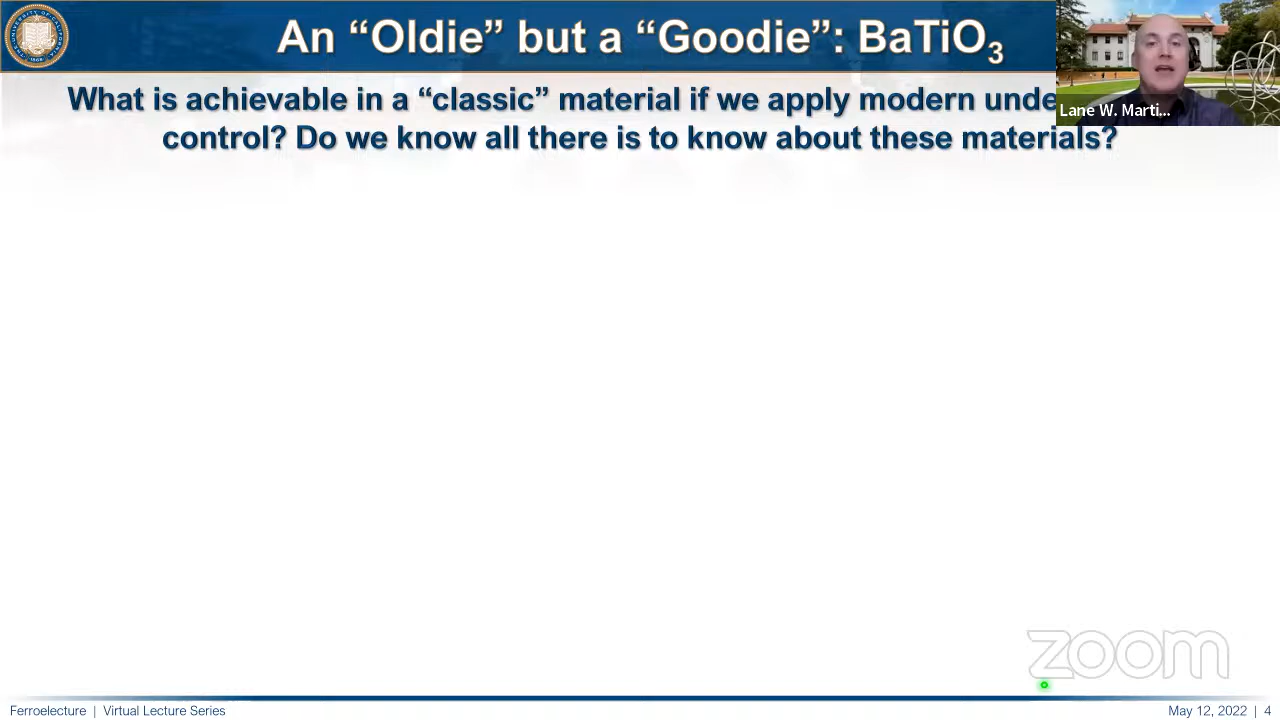 An “Oldie” but a “Goodie”: BaTiO₃
What is achievable in a “classic” material if we apply modern unde
control? Do we know all there is to know about these materials?
Lane W. Marti...
zoom
Ferroelecture | Virtual Lecture Series
May 12, 2022 | 4